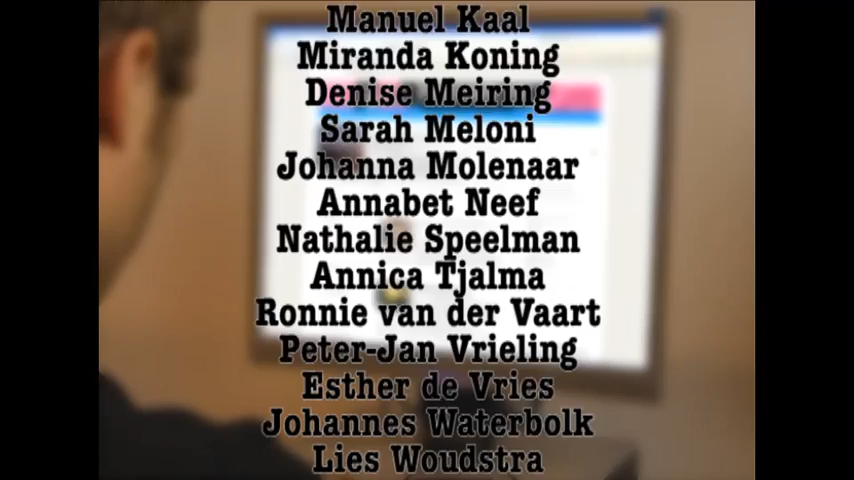 Manuel Kaal
Miranda Koning
Denise Meiring
Sarah Meloni
Johanna Molenaar
Annabet Neef
Nathalie Speelman
Annica Tjalma
Ronnie van der Vaart
Peter-Jan Vrieling
Esther de Vries
Johannes Waterbolk
Lies Woudstra